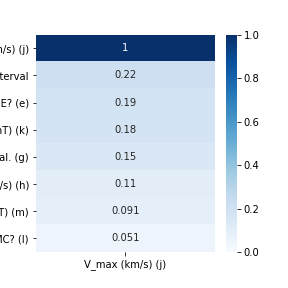 m/s) (j) 1 1.0
terval 0.22
E? (e) 0.19 0.8
nT) (k) 0.18 0.6
al. (g) 0.15 0.4
/s) (h) 0.11
T) (m) 0.091 0.2
MC? (l) 0.051 0.0
V_max (km/s) (j)